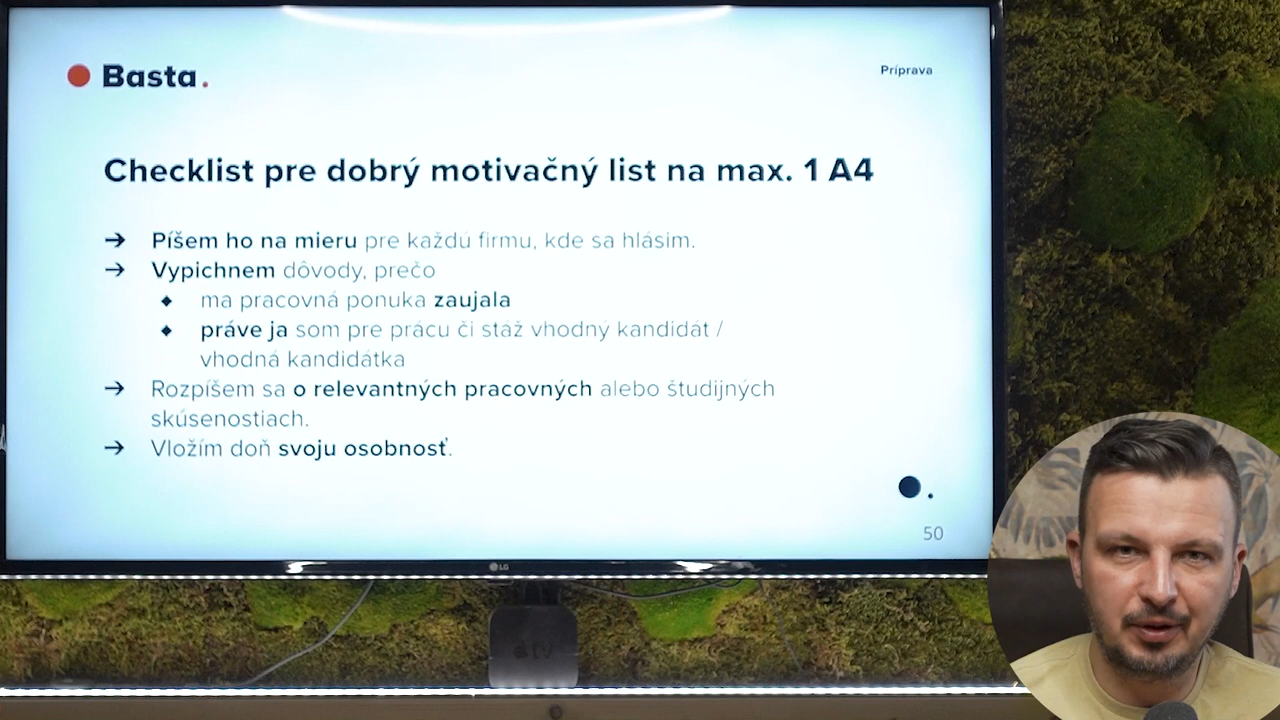 Basta.
Príprava
Checklist pre dobrý motivačný list na max. 1 A4
→ Píšem ho na mieru pre každú firmu, kde sa hlásim.
→ Vypichnem dôvody, prečo
◆ ma pracovná ponuka zaujala
◆ práve ja som pre prácu či stáž vhodný kandidát /
vhodná kandidátka
→ Rozpíšem sa o relevantných pracovných alebo študijných
skúsenostiach.
→ Vložím doň svoju osobnosť.
50
LG
tv